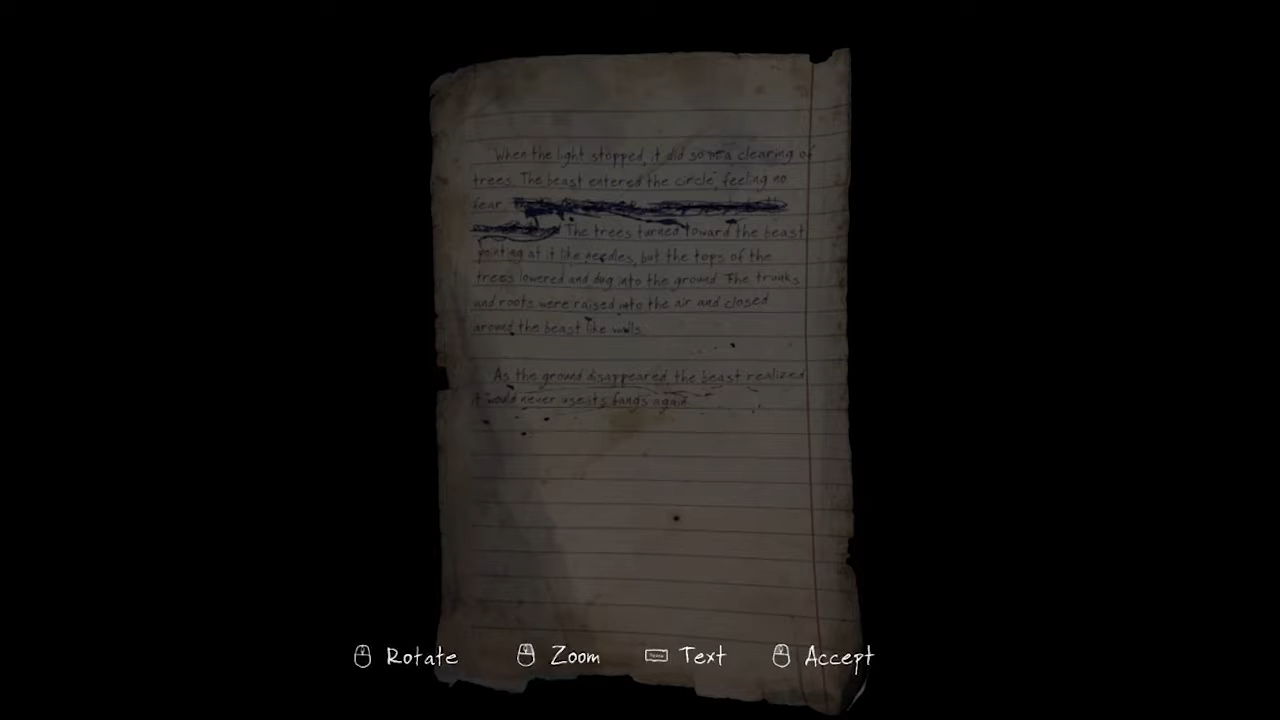 When the light stopped, it did so in a clearing of
trees. The beast entered the circle, feeling no
fear.
The trees turned toward the beast
pointing at it like needles, but the tops of the
trees lowered and dug into the ground. The trunks
and roots were raised into the air and closed
around the beast like walls.
As the ground disappeared, the beast realized
it would never use its fangs again.
Rotate Zoom Text Accept